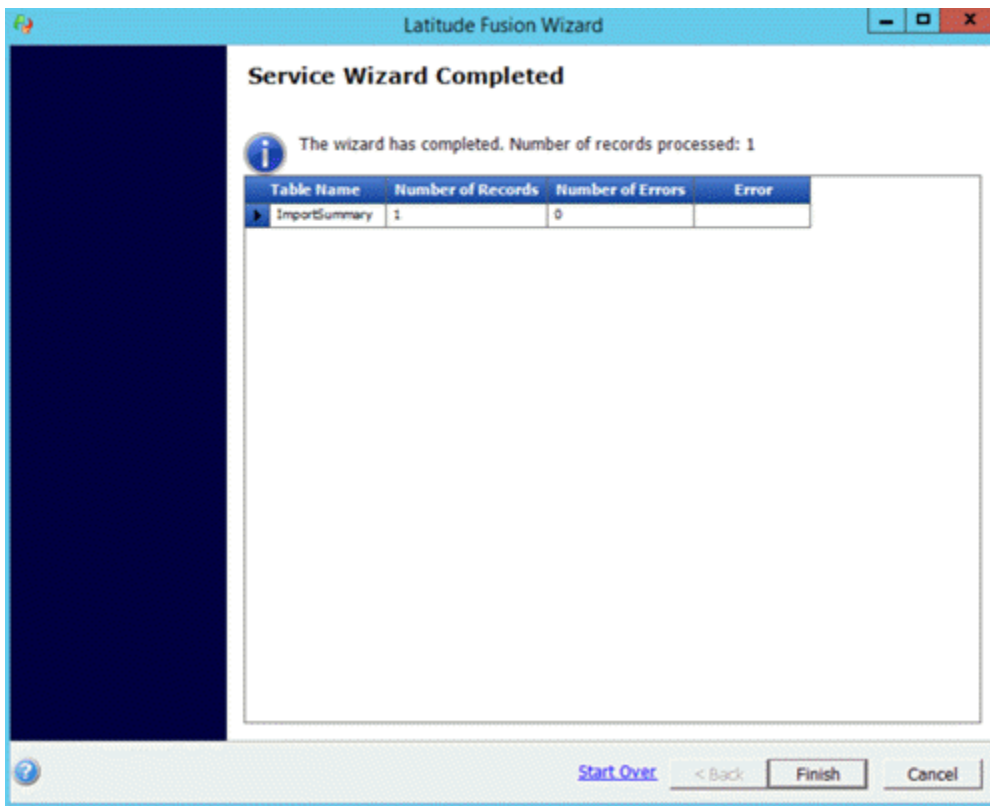 Latitude Fusion Wizard
Service Wizard Completed
The wizard has completed. Number of records processed: 1
Table Name Number of Records Number of Errors Error
ImportSummary 1 0
Start Over < Back Finish Cancel